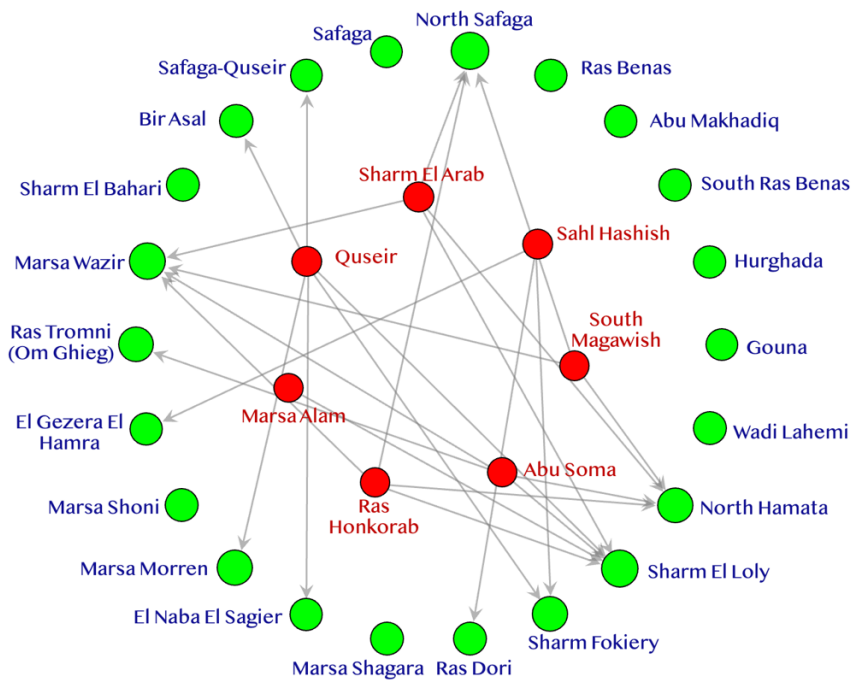 North Safaga
Safaga
Safaga-Quseir
Ras Benas
Bir Asal
Abu Makhadiq
Sharm El Arab
Sharm El Bahari
South Ras Benas
Sahl Hashish
Marsa Wazir
Quseir
Hurghada
South
Magawish
Ras Tromni
(Om Ghieg)
Gouna
Marsa Alam
El Gezera El
Hamra
Wadi Lahemi
Abu Soma
Marsa Shoni
Ras
Honkorab
North Hamata
Marsa Morren
Sharm El Loly
El Naba El Sagier
Sharm Fokiery
Marsa Shagara
Ras Dori